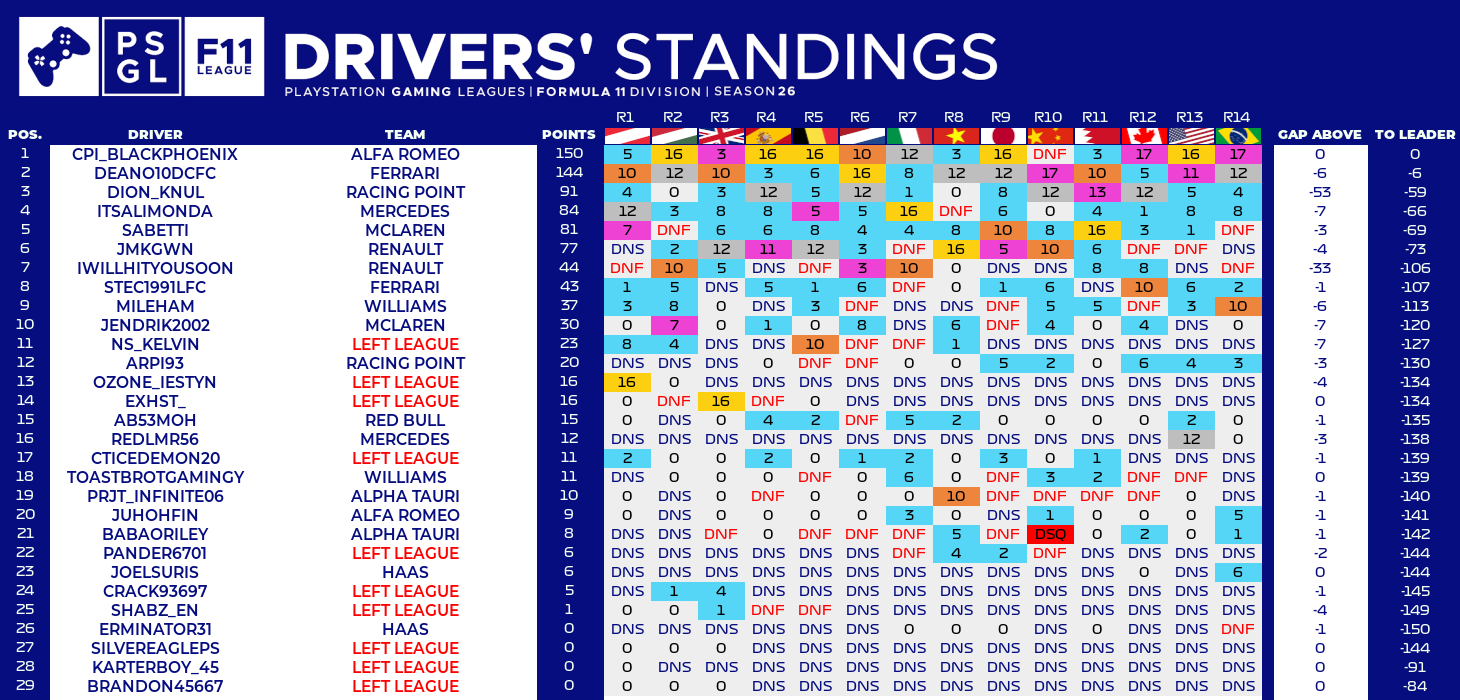 PS
GL
F11
LEAGUE
DRIVERS' STANDINGS
PLAYSTATION GAMING LEAGUES | FORMULA 11 DIVISION | SEASON 26
R1 R2 R3 R4 R5 R6 R7 R8 R9 R10 R11 R12 R13 R14
POS. DRIVER TEAM POINTS GAP ABOVE TO LEADER
1 CPI_BLACKPHOENIX ALFA ROMEO 150 5 16 3 16 16 10 12 3 16 DNF 3 17 16 17 0 0
2 DEANO10DCFC FERRARI 144 10 12 10 3 6 16 8 12 12 17 10 5 11 12 -6 -6
3 DION_KNUL RACING POINT 91 4 0 3 12 5 12 1 0 8 12 13 12 5 4 -53 -59
4 ITSALIMONDA MERCEDES 84 12 3 8 8 5 5 16 DNF 6 0 4 1 8 8 -7 -66
5 SABETTI MCLAREN 81 7 DNF 6 6 8 4 4 8 10 8 16 3 1 DNF -3 -69
6 JMKGWN RENAULT 77 DNS 2 12 11 12 3 DNF 16 5 10 6 DNF DNF DNS -4 -73
7 IWILLHITYOUSOON RENAULT 44 DNF 10 5 DNS DNF 3 10 0 DNS DNS 8 8 DNS DNF -33 -106
8 STEC1991LFC FERRARI 43 1 5 DNS 5 1 6 DNF 0 1 6 DNS 10 6 2 -1 -107
9 MILEHAM WILLIAMS 37 3 8 0 DNS 3 DNF DNS DNS DNF 5 5 DNF 3 10 -6 -113
10 JENDRIK2002 MCLAREN 30 0 7 0 1 0 8 DNS 6 DNF 4 0 4 DNS 0 -7 -120
11 NS_KELVIN LEFT LEAGUE 23 8 4 DNS DNS 10 DNF DNF 1 DNS DNS DNS DNS DNS DNS -7 -127
12 ARPI93 RACING POINT 20 DNS DNS DNS 0 DNF DNF 0 0 5 2 0 6 4 3 -3 -130
13 OZONE_IESTYN LEFT LEAGUE 16 16 0 DNS DNS DNS DNS DNS DNS DNS DNS DNS DNS DNS DNS -4 -134
14 EXHST_ LEFT LEAGUE 16 0 DNF 16 DNF 0 DNS DNS DNS DNS DNS DNS DNS DNS DNS 0 -134
15 AB53MOH RED BULL 15 0 DNS 0 4 2 DNF 5 2 0 0 0 0 2 0 -1 -135
16 REDLMR56 MERCEDES 12 DNS DNS DNS DNS DNS DNS DNS DNS DNS DNS DNS DNS 12 0 -3 -138
17 CTICEDEMON20 LEFT LEAGUE 11 2 0 0 2 0 1 2 0 3 0 1 DNS DNS DNS -1 -139
18 TOASTBROTGAMINGY WILLIAMS 11 DNS 0 0 0 DNF 0 6 0 DNF 3 2 DNF DNF DNS 0 -139
19 PRJT_INFINITE06 ALPHA TAURI 10 0 DNS 0 DNF 0 0 0 10 DNF DNF DNF DNF 0 DNS -1 -140
20 JUHOHFIN ALFA ROMEO 9 0 DNS 0 0 0 0 3 0 DNS 1 0 0 0 5 -1 -141
21 BABAORILEY ALPHA TAURI 8 DNS DNS DNF 0 DNF DNF DNF 5 DNF DSQ 0 2 0 1 -1 -142
22 PANDER6701 LEFT LEAGUE 6 DNS DNS DNS DNS DNS DNS DNF 4 2 DNF DNS DNS DNS DNS -2 -144
23 JOELSURIS HAAS 6 DNS DNS DNS DNS DNS DNS DNS DNS DNS DNS DNS 0 DNS 6 0 -144
24 CRACK93697 LEFT LEAGUE 5 DNS 1 4 DNS DNS DNS DNS DNS DNS DNS DNS DNS DNS DNS -1 -145
25 SHABZ_EN LEFT LEAGUE 1 0 0 1 DNF DNF DNS DNS DNS DNS DNS DNS DNS DNS DNS -4 -149
26 ERMINATOR31 HAAS 0 DNS DNS DNS DNS DNS DNS 0 0 0 DNS 0 DNS DNS DNF -1 -150
27 SILVEREAGLEPS LEFT LEAGUE 0 0 0 0 DNS DNS DNS DNS DNS DNS DNS DNS DNS DNS DNS 0 -144
28 KARTERBOY_45 LEFT LEAGUE 0 0 DNS DNS DNS DNS DNS DNS DNS DNS DNS DNS DNS DNS DNS 0 -91
29 BRANDON45667 LEFT LEAGUE 0 0 0 0 DNS DNS DNS DNS DNS DNS DNS DNS DNS DNS DNS 0 -84